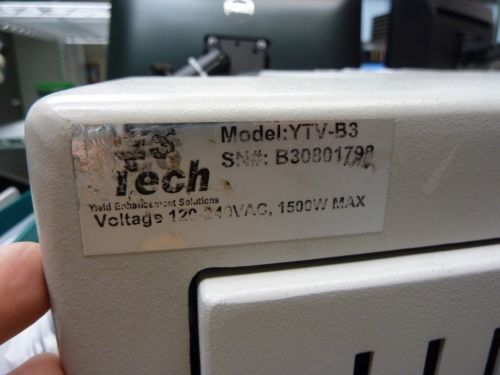 Model:YTV-B3
SN#: B30801798
Tech
Yield Enhancement Solutions
Voltage 120-240VAC, 1500W MAX